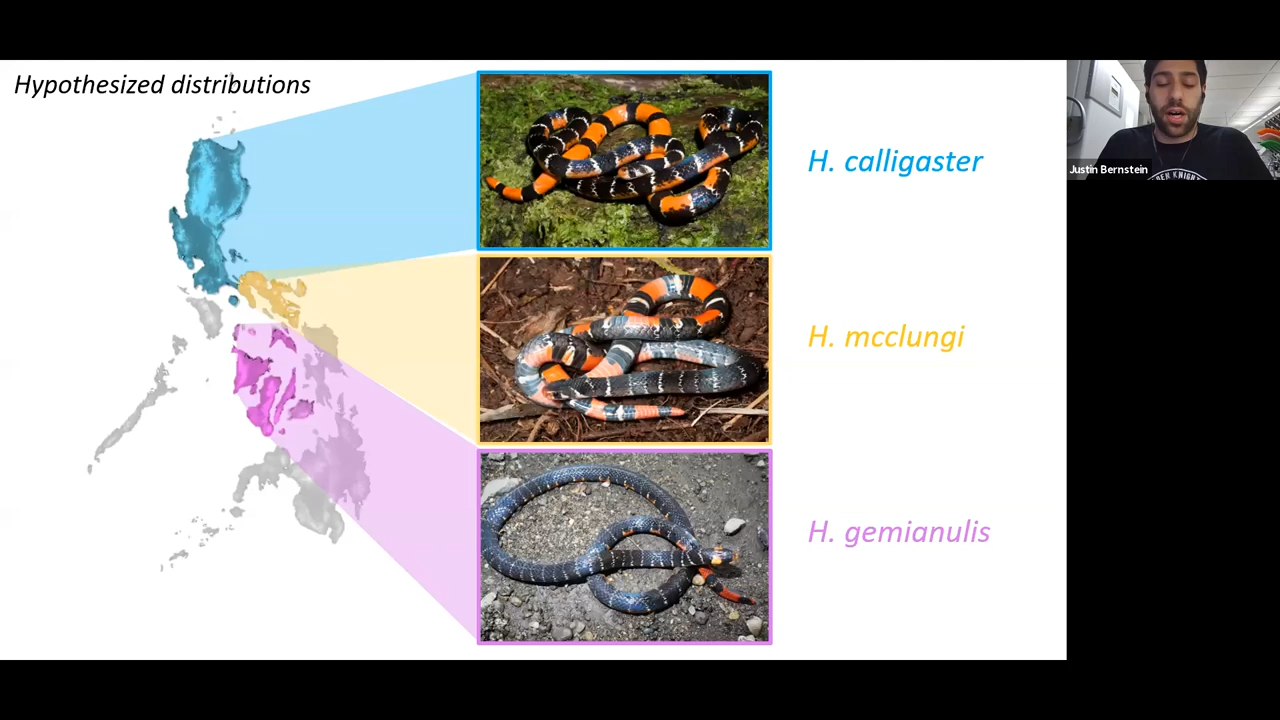 Hypothesized distributions
H. calligaster
Justin Bernstein
H. mcclungi
H. gemianulis